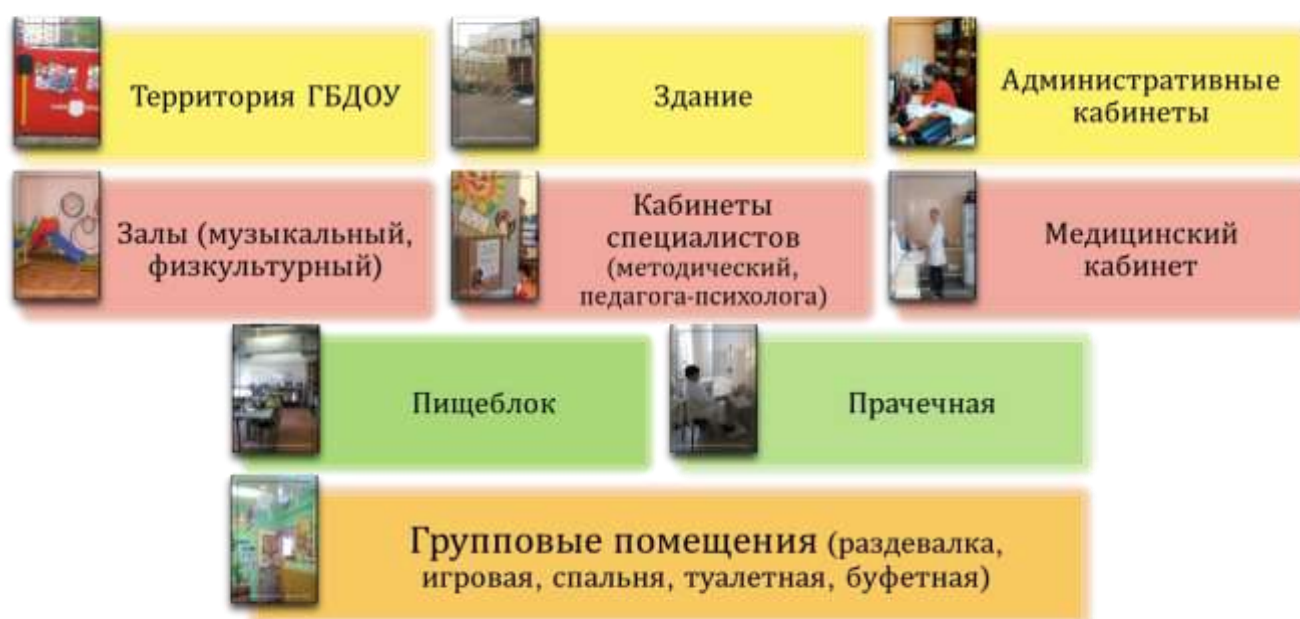 Территория ГБДОУ
Здание
Административные
кабинеты
Залы (музыкальный,
физкультурный)
Кабинеты
специалистов
(методический,
педагога-психолога)
Медицинский
кабинет
Пищеблок
Прачечная
Групповые помещения (раздевалка,
игровая, спальня, туалетная, буфетная)